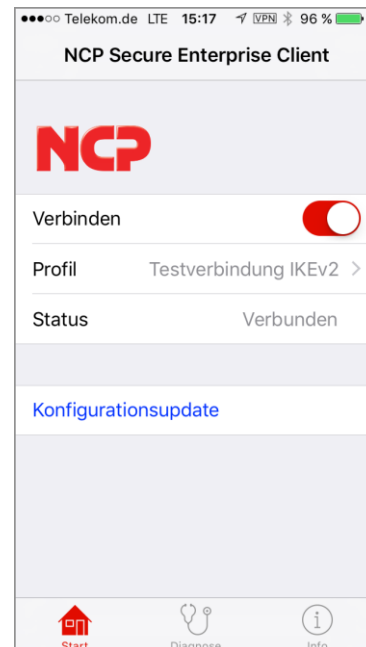 Telekom.de LTE 15:17 VPN 96 %
NCP Secure Enterprise Client
NCP
Verbinden
Profil Testverbindung IKEv2
Status Verbunden
Konfigurationsupdate
Start Diagnose Info